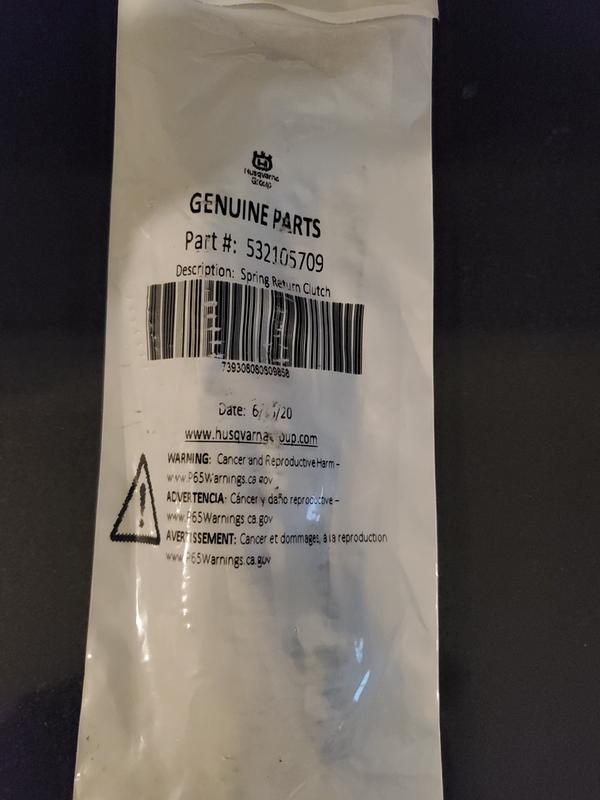 Husqvarna
Group
GENUINE PARTS
Part #: 532105709
Description: Spring Return Clutch
Date:
www.husqvarnagroup.com
WARNING: Cancer and Reproductive Harm -
www.P65Warnings.ca.gov
ADVERTENCIA: Cáncer y daño reproductive -
www.P65Warnings.ca.gov
AVERTISSEMENT: Cancer et dommages, à la reproduction
www.P65Warnings.ca.gov